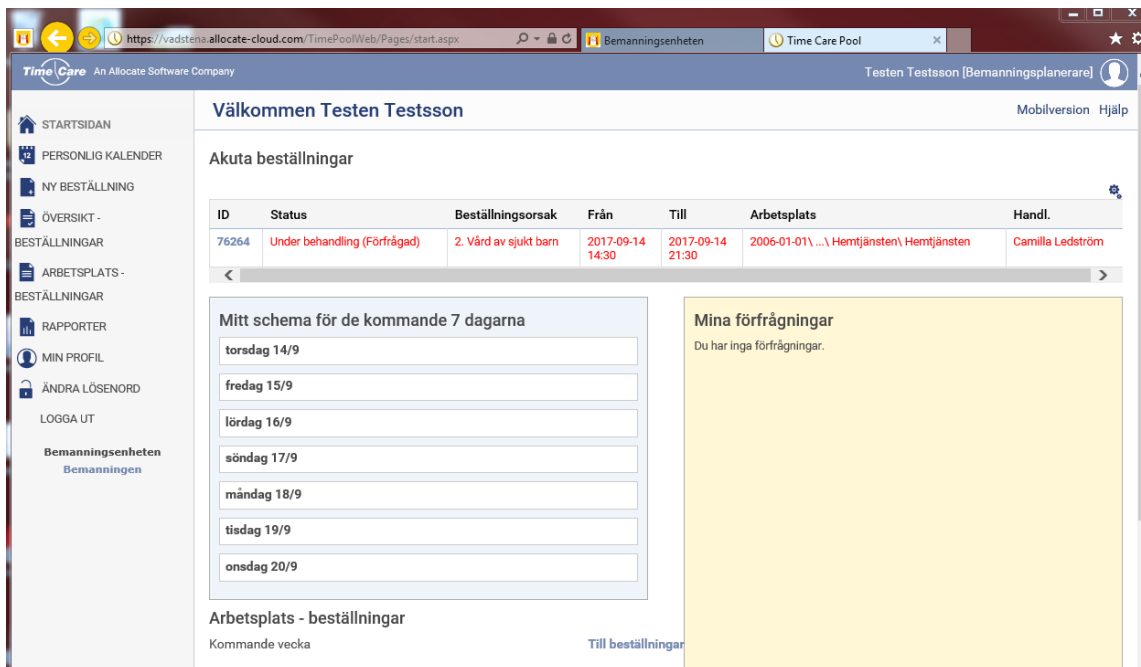 https://vadstena.allocate-cloud.com/TimePoolWeb/Pages/start.aspx
Bemanningsenheten
Time Care Pool
Time Care An Allocate Software Company
Testen Testsson [Bemanningsplanerare]
Välkommen Testen Testsson
Mobilversion Hjälp
STARTSIDAN
12 PERSONLIG KALENDER
NY BESTÄLLNING
ÖVERSIKT -
BESTÄLLNINGAR
ARBETSPLATS -
BESTÄLLNINGAR
RAPPORTER
MIN PROFIL
ÄNDRA LÖSENORD
LOGGA UT
Bemanningsenheten
Bemanningen
Akuta beställningar
ID Status Beställningsorsak Från Till Arbetsplats Handl.
76264 Under behandling (Förfrågad) 2. Vård av sjukt barn 2017-09-14 2017-09-14 2006-01-01\ ...\ Hemtjänsten\ Hemtjänsten Camilla Ledström
14:30 21:30
Mitt schema för de kommande 7 dagarna
torsdag 14/9
fredag 15/9
lördag 16/9
söndag 17/9
måndag 18/9
tisdag 19/9
onsdag 20/9
Mina förfrågningar
Du har inga förfrågningar.
Arbetsplats - beställningar
Kommande vecka Till beställningar